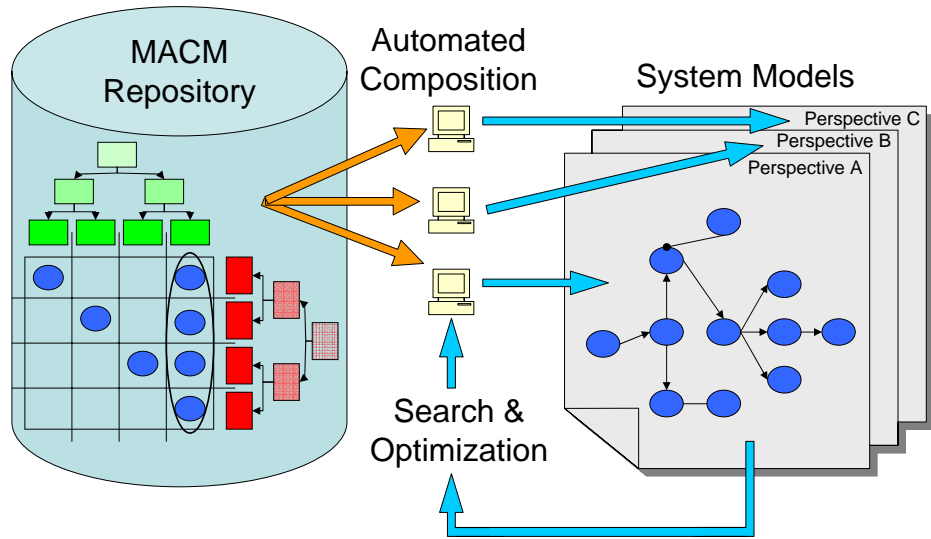 MACM
Repository
Automated
Composition
System Models
Perspective C
Perspective B
Perspective A
Search &
Optimization